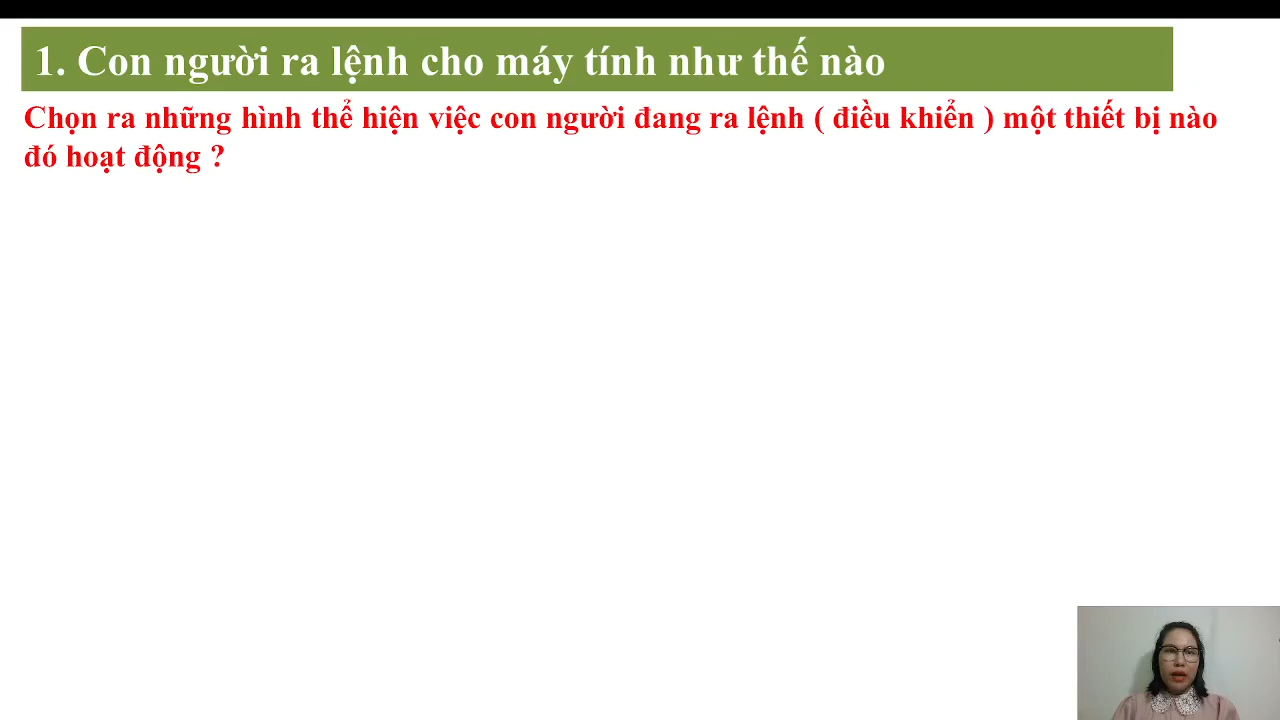 1. Con người ra lệnh cho máy tính như thế nào
Chọn ra những hình thể hiện việc con người đang ra lệnh ( điều khiển ) một thiết bị nào
đó hoạt động ?